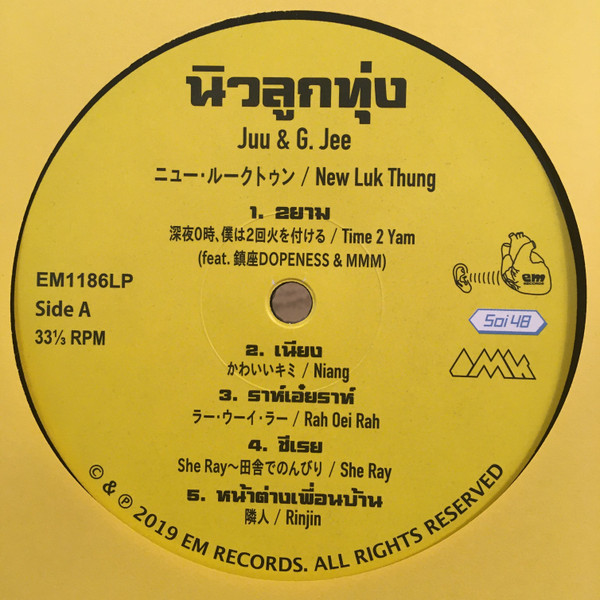 นิวลูกทุ่ง
Juu & G. Jee
ニュー・ルークトゥン / New Luk Thung
1. 2ยาม
深夜0時、僕は2回火を付ける / Time 2 Yam
(feat. 鎮座DOPENESS & MMM)
EM1186LP
Side A
33⅓ RPM
em
RECORDS
Soi48
OMK
2. เนียง
かわいいキミ / Niang
3. ราห์เอ๋ยราห์
ラー・ウーイ・ラー / Rah Oei Rah
4. ชีเรย
She Ray～田舎でのんびり / She Ray
5. หน้าต่างเพื่อนบ้าน
隣人 / Rinjin
© & ℗ 2019 EM RECORDS. ALL RIGHTS RESERVED